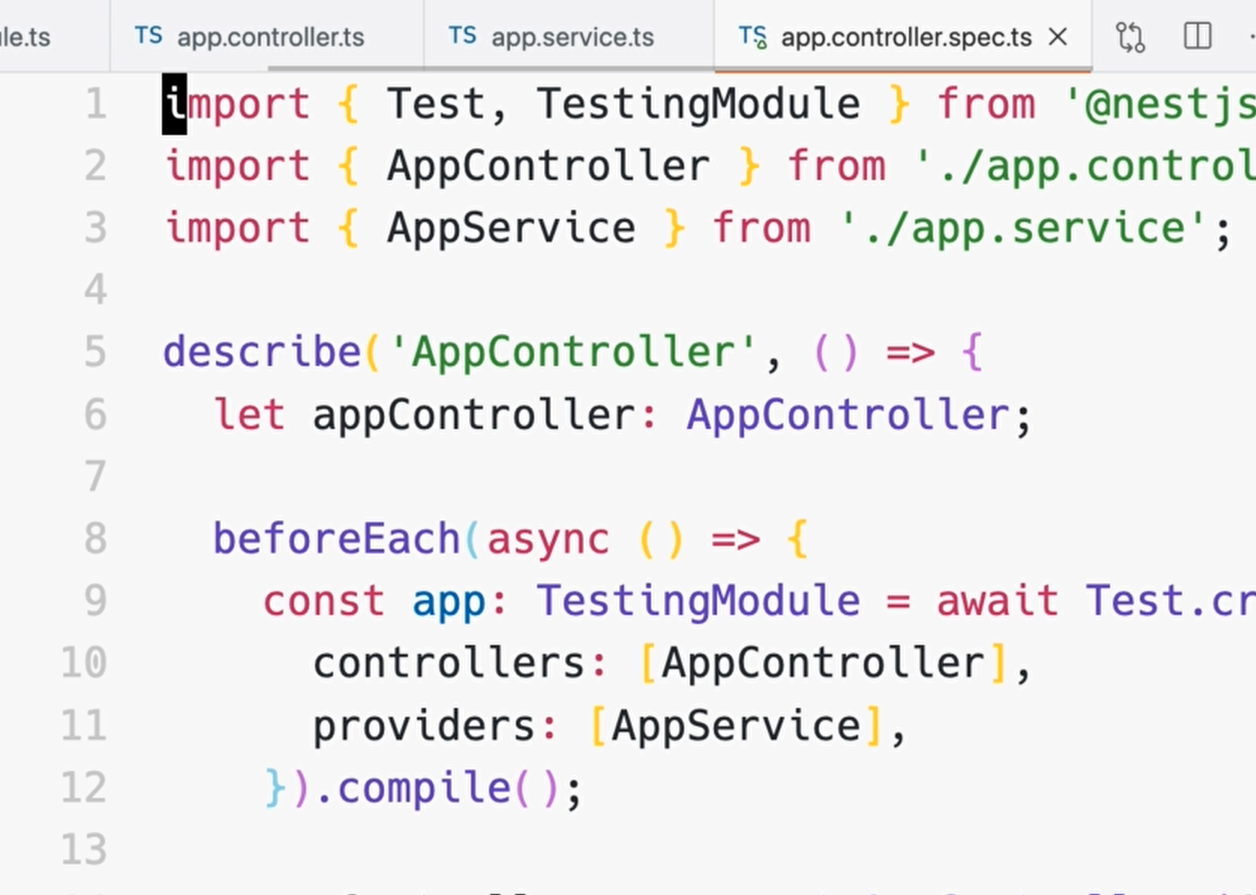 le.ts TS app.controller.ts TS app.service.ts TS app.controller.spec.ts
1 import { Test, TestingModule } from '@nestjs
2 import { AppController } from './app.control
3 import { AppService } from './app.service';
4
5 describe('AppController', () => {
6 let appController: AppController;
7
8 beforeEach(async () => {
9 const app: TestingModule = await Test.cr
10 controllers: [AppController],
11 providers: [AppService],
12 }).compile();
13